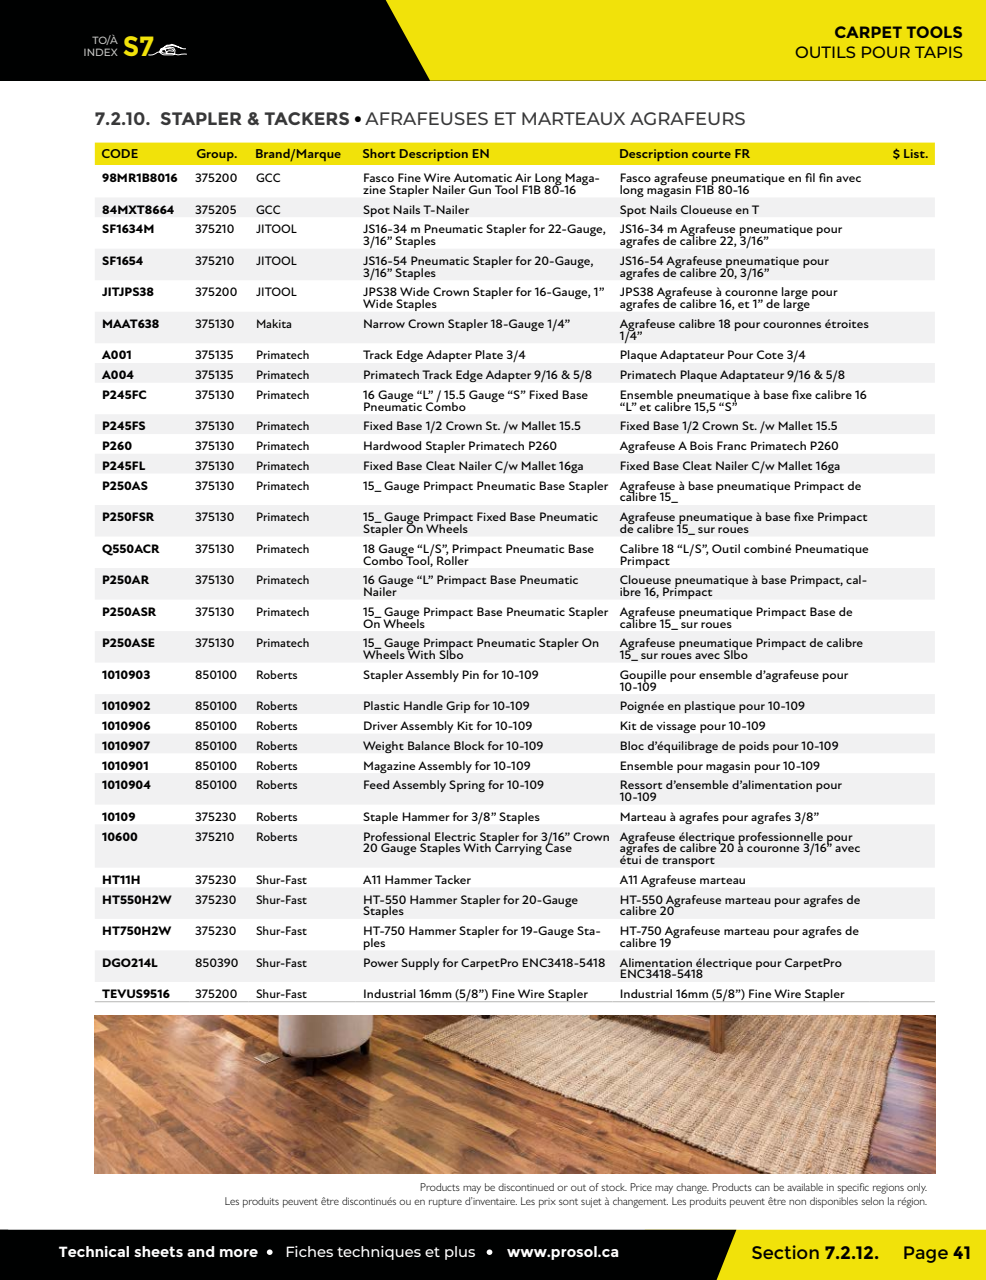 TO/À
INDEX S7
CARPET TOOLS
OUTILS POUR TAPIS
7.2.10. STAPLER & TACKERS • AFRAFEUSES ET MARTEAUX AGRAFEURS
CODE Group. Brand/Marque Short Description EN Description courte FR $ List.
98MR1B8016 375200 GCC Fasco Fine Wire Automatic Air Long Maga- Fasco agrafeuse pneumatique en fil fin avec
zine Stapler Nailer Gun Tool F1B 80-16 long magasin F1B 80-16
84MXT8664 375205 GCC Spot Nails T-Nailer Spot Nails Cloueuse en T
SF1634M 375210 JITOOL JS16-34 m Pneumatic Stapler for 22-Gauge, JS16-34 m Agrafeuse pneumatique pour
3/16” Staples agrafes de calibre 22, 3/16”
SF1654 375210 JITOOL JS16-54 Pneumatic Stapler for 20-Gauge, JS16-54 Agrafeuse pneumatique pour
3/16” Staples agrafes de calibre 20, 3/16”
JITJPS38 375200 JITOOL JPS38 Wide Crown Stapler for 16-Gauge, 1” JPS38 Agrafeuse à couronne large pour
Wide Staples agrafes de calibre 16, et 1” de large
MAAT638 375130 Makita Narrow Crown Stapler 18-Gauge 1/4” Agrafeuse calibre 18 pour couronnes étroites
1/4”
A001 375135 Primatech Track Edge Adapter Plate 3/4 Plaque Adaptateur Pour Cote 3/4
A004 375135 Primatech Primatech Track Edge Adapter 9/16 & 5/8 Primatech Plaque Adaptateur 9/16 & 5/8
P245FC 375130 Primatech 16 Gauge “L” / 15.5 Gauge “S” Fixed Base Ensemble pneumatique à base fixe calibre 16
Pneumatic Combo “L” et calibre 15,5 “S”
P245FS 375130 Primatech Fixed Base 1/2 Crown St. /w Mallet 15.5 Fixed Base 1/2 Crown St. /w Mallet 15.5
P260 375130 Primatech Hardwood Stapler Primatech P260 Agrafeuse A Bois Franc Primatech P260
P245FL 375130 Primatech Fixed Base Cleat Nailer C/w Mallet 16ga Fixed Base Cleat Nailer C/w Mallet 16ga
P250AS 375130 Primatech 15_ Gauge Primpact Pneumatic Base Stapler Agrafeuse à base pneumatique Primpact de
calibre 15_
P250FSR 375130 Primatech 15_ Gauge Primpact Fixed Base Pneumatic Agrafeuse pneumatique à base fixe Primpact
Stapler On Wheels de calibre 15_ sur roues
Q550ACR 375130 Primatech 18 Gauge “L/S”, Primpact Pneumatic Base Calibre 18 “L/S”, Outil combiné Pneumatique
Combo Tool, Roller Primpact
P250AR 375130 Primatech 16 Gauge “L” Primpact Base Pneumatic Cloueuse pneumatique à base Primpact, cal-
Nailer ibre 16, Primpact
P250ASR 375130 Primatech 15_ Gauge Primpact Base Pneumatic Stapler Agrafeuse pneumatique Primpact Base de
On Wheels calibre 15_ sur roues
P250ASE 375130 Primatech 15_ Gauge Primpact Pneumatic Stapler On Agrafeuse pneumatique Primpact de calibre
Wheels With Slbo 15_ sur roues avec Slbo
1010903 850100 Roberts Stapler Assembly Pin for 10-109 Goupille pour ensemble d’agrafeuse pour
10-109
1010902 850100 Roberts Plastic Handle Grip for 10-109 Poignée en plastique pour 10-109
1010906 850100 Roberts Driver Assembly Kit for 10-109 Kit de vissage pour 10-109
1010907 850100 Roberts Weight Balance Block for 10-109 Bloc d’équilibrage de poids pour 10-109
1010901 850100 Roberts Magazine Assembly for 10-109 Ensemble pour magasin pour 10-109
1010904 850100 Roberts Feed Assembly Spring for 10-109 Ressort d’ensemble d’alimentation pour
10-109
10109 375230 Roberts Staple Hammer for 3/8” Staples Marteau à agrafes pour agrafes 3/8”
10600 375210 Roberts Professional Electric Stapler for 3/16” Crown Agrafeuse électrique professionnelle pour
20 Gauge Staples With Carrying Case agrafes de calibre 20 à couronne 3/16” avec
étui de transport
HT11H 375230 Shur-Fast A11 Hammer Tacker A11 Agrafeuse marteau
HT550H2W 375230 Shur-Fast HT-550 Hammer Stapler for 20-Gauge HT-550 Agrafeuse marteau pour agrafes de
Staples calibre 20
HT750H2W 375230 Shur-Fast HT-750 Hammer Stapler for 19-Gauge Sta- HT-750 Agrafeuse marteau pour agrafes de
ples calibre 19
DGO214L 850390 Shur-Fast Power Supply for CarpetPro ENC3418-5418 Alimentation électrique pour CarpetPro
ENC3418-5418
TEVUS9516 375200 Shur-Fast Industrial 16mm (5/8”) Fine Wire Stapler Industrial 16mm (5/8”) Fine Wire Stapler
Products may be discontinued or out of stock. Price may change. Products can be available in specific regions only.
Les produits peuvent être discontinués ou en rupture d’inventaire. Les prix sont sujet à changement. Les produits peuvent être non disponibles selon la région.
Technical sheets and more • Fiches techniques et plus • www.prosol.ca
Section 7.2.12. Page 41